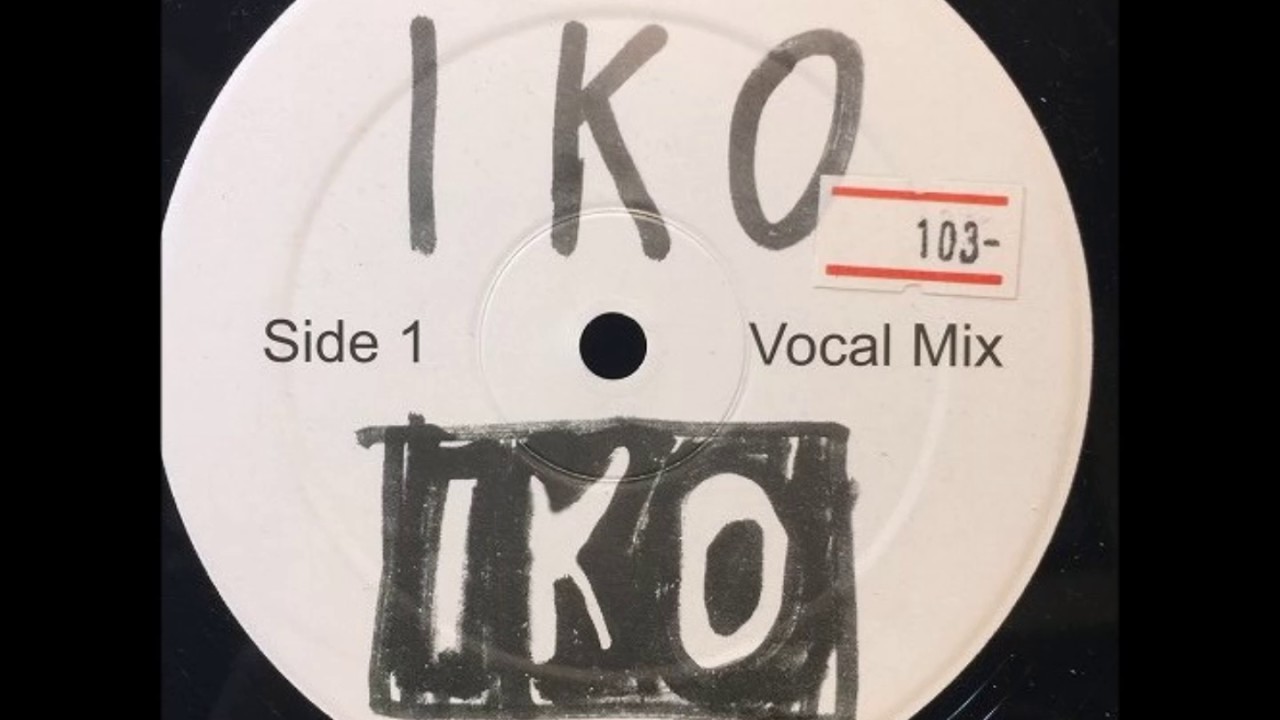 IKO
103-
Side 1
Vocal Mix
IKO